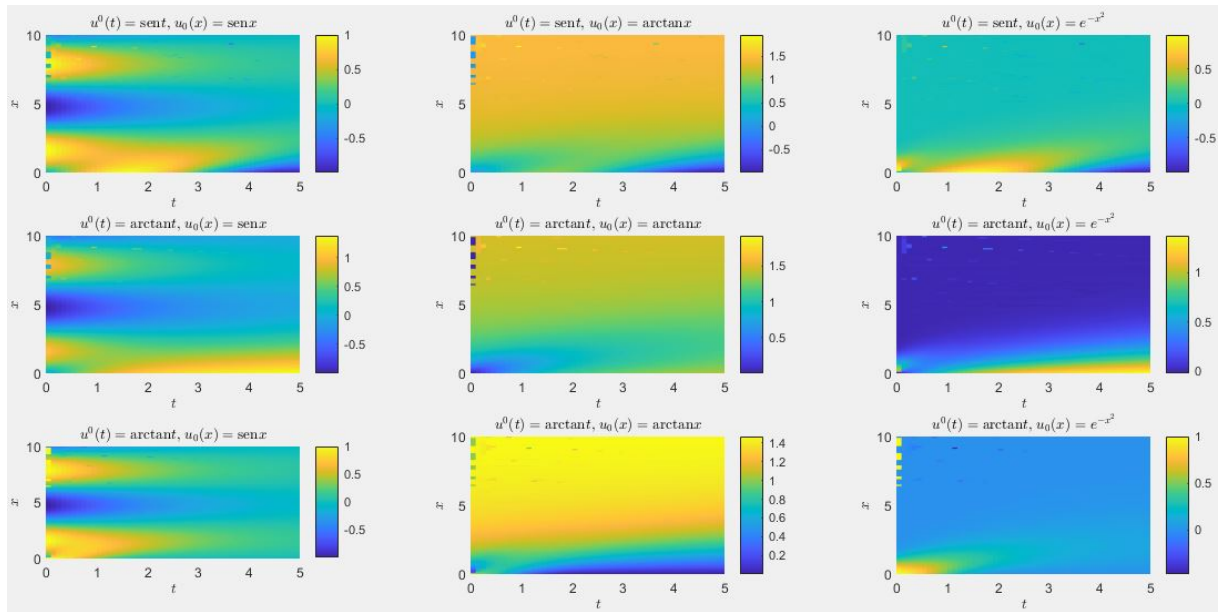 u⁰(t) = sent, u₀(x) = senx
u⁰(t) = sent, u₀(x) = arctanx
u⁰(t) = sent, u₀(x) = e^{-x²}
10
5
0
x
0 1 2 3 4 5
t
1
0.5
0
-0.5
10
5
0
x
0 1 2 3 4 5
t
1.5
1
0.5
0
-0.5
10
5
0
x
0 1 2 3 4 5
t
0.5
0
-0.5
u⁰(t) = arctant, u₀(x) = senx
u⁰(t) = arctant, u₀(x) = arctanx
u⁰(t) = arctant, u₀(x) = e^{-x²}
10
5
0
x
0 1 2 3 4 5
t
1
0.5
0
-0.5
10
5
0
x
0 1 2 3 4 5
t
1.5
1
0.5
10
5
0
x
0 1 2 3 4 5
t
1
0.5
0
u⁰(t) = arctant, u₀(x) = senx
u⁰(t) = arctant, u₀(x) = arctanx
u⁰(t) = arctant, u₀(x) = e^{-x²}
10
5
0
x
0 1 2 3 4 5
t
1
0.5
0
-0.5
10
5
0
x
0 1 2 3 4 5
t
1.4
1.2
1
0.8
0.6
0.4
0.2
10
5
0
x
0 1 2 3 4 5
t
1
0.5
0